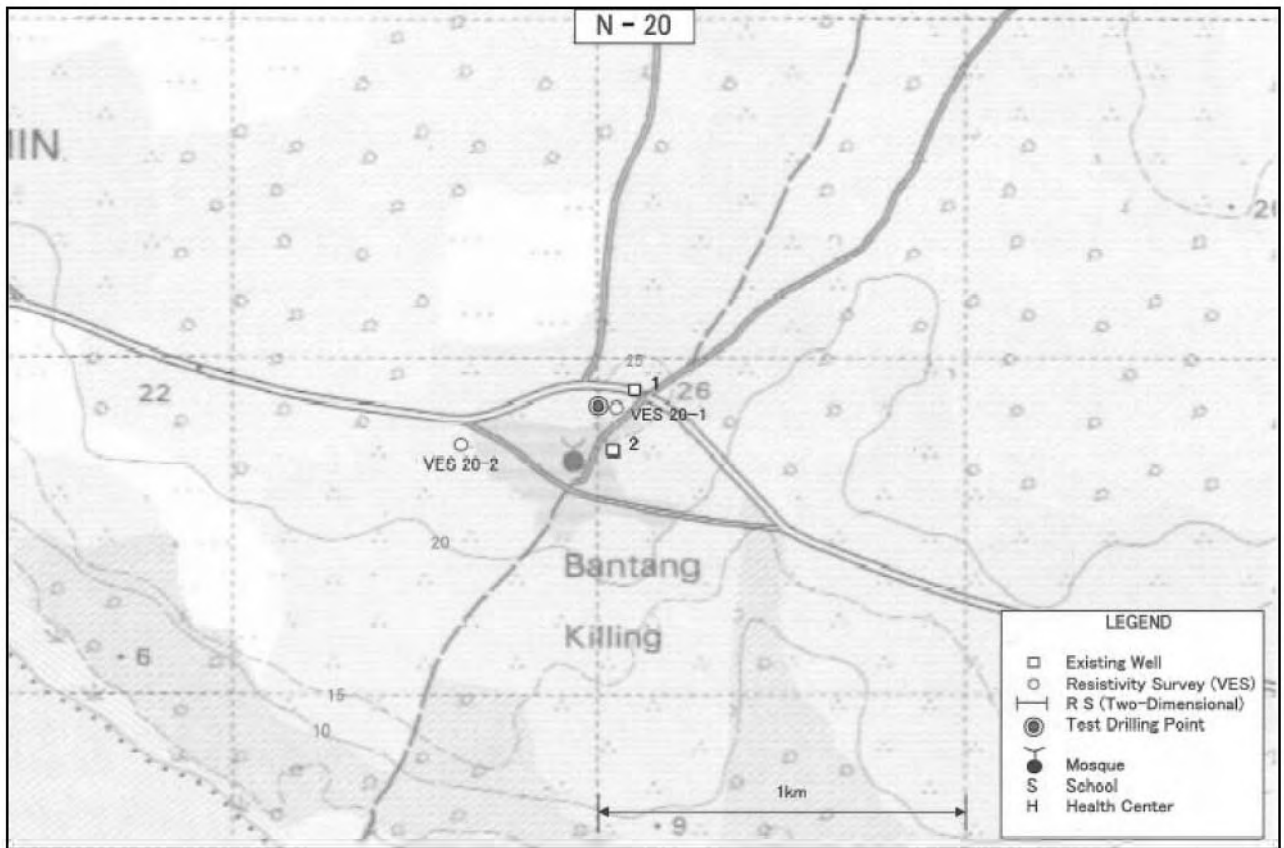 N - 20
IIN
25
1
26
22
VES 20-1
2
VES 20-2
20
Bantang
Killing
6
15
10
9
1km
LEGEND
Existing Well
Resistivity Survey (VES)
R S (Two-Dimensional)
Test Drilling Point
Mosque
S School
H Health Center